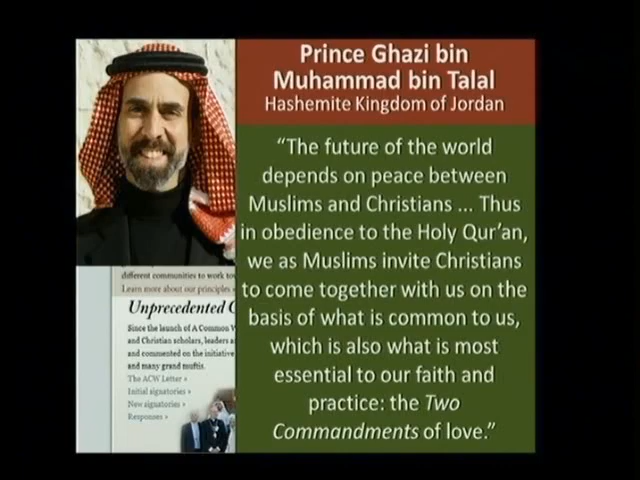 Prince Ghazi bin
Muhammad bin Talal
Hashemite Kingdom of Jordan
“The future of the world
depends on peace between
Muslims and Christians ... Thus
in obedience to the Holy Qur’an,
we as Muslims invite Christians
to come together with us on the
basis of what is common to us,
which is also what is most
essential to our faith and
practice: the Two
Commandments of love.”
different communities to work tow
Learn more about our principles
Unprecedented C
Since the launch of A Common W
and Christian scholars, leaders a
and commented on the initiative
and many grand muftis.
The ACW Letter ›
Initial signatories ›
New signatories ›
Responses ›